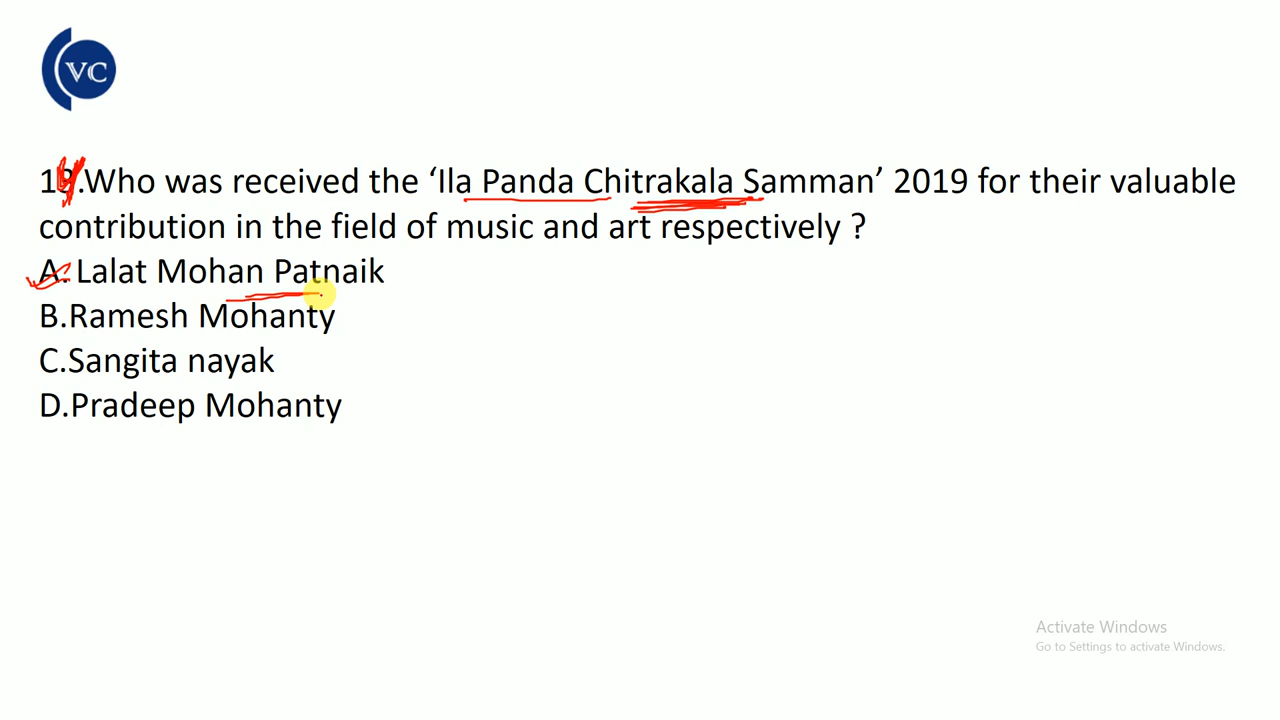 VC
14.Who was received the ‘Ila Panda Chitrakala Samman’ 2019 for their valuable
contribution in the field of music and art respectively ?
A. Lalat Mohan Patnaik
B.Ramesh Mohanty
C.Sangita nayak
D.Pradeep Mohanty
Activate Windows
Go to Settings to activate Windows.